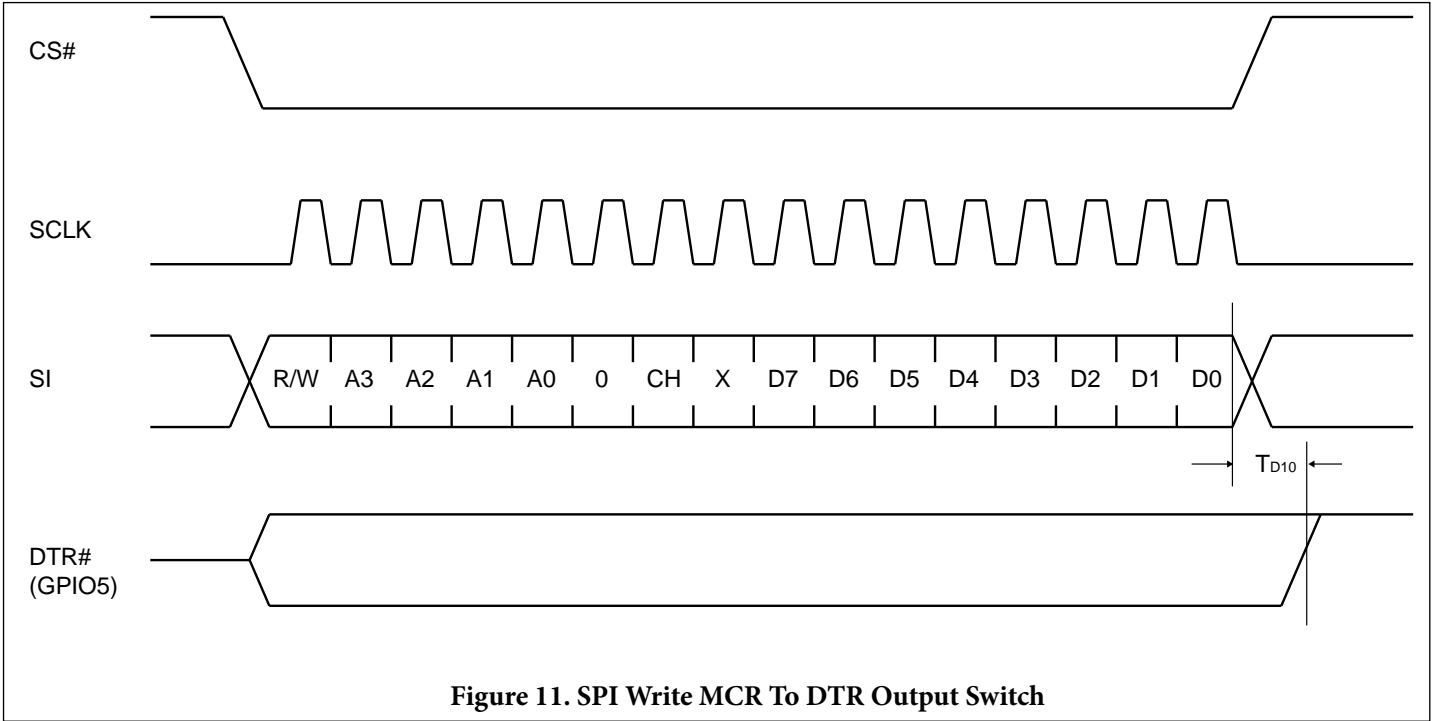 CS#
SCLK
SI
R/W A3 A2 A1 A0 0 CH X D7 D6 D5 D4 D3 D2 D1 D0
TD10
DTR#
(GPIO5)
Figure 11. SPI Write MCR To DTR Output Switch